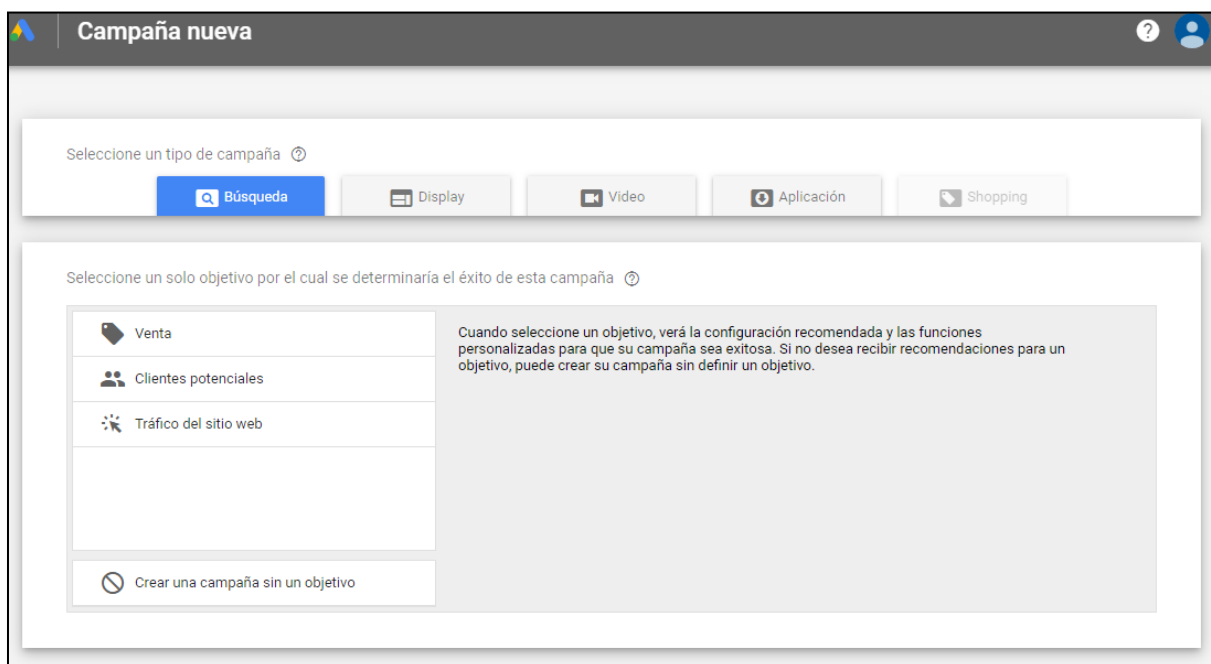 Campaña nueva
Seleccione un tipo de campaña
Búsqueda
Display
Video
Aplicación
Shopping
Seleccione un solo objetivo por el cual se determinaría el éxito de esta campaña
Venta
Clientes potenciales
Tráfico del sitio web
Crear una campaña sin un objetivo
Cuando seleccione un objetivo, verá la configuración recomendada y las funciones
personalizadas para que su campaña sea exitosa. Si no desea recibir recomendaciones para un
objetivo, puede crear su campaña sin definir un objetivo.